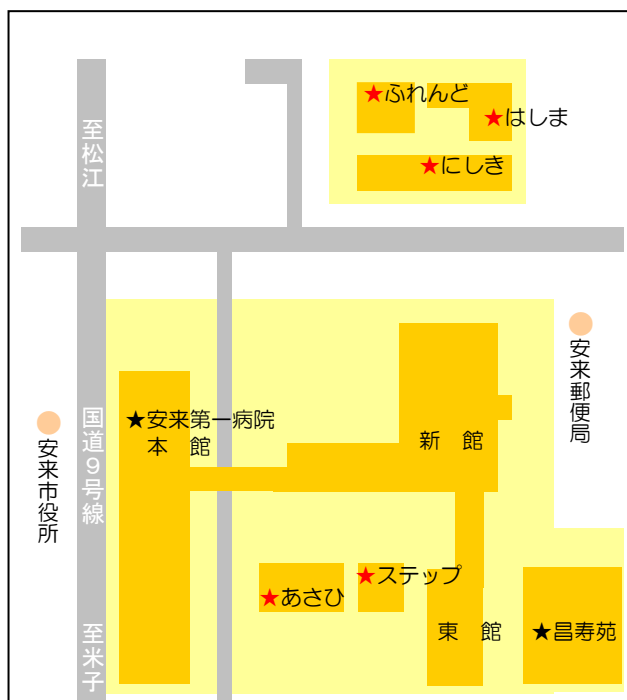 ★ふれんど
★はしま
★にしき
至松江
国道9号線
至米子
安来市役所
安来郵便局
★安来第一病院
本 館
新 館
★あさひ
★ステップ
東 館
★昌寿苑